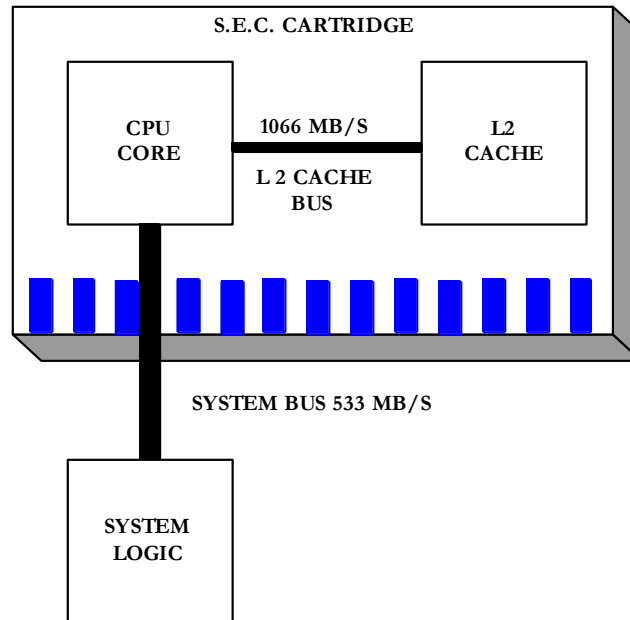 S.E.C. CARTRIDGE
CPU
CORE
1066 MB/S
L 2 CACHE
BUS
L2
CACHE
SYSTEM BUS 533 MB/S
SYSTEM
LOGIC